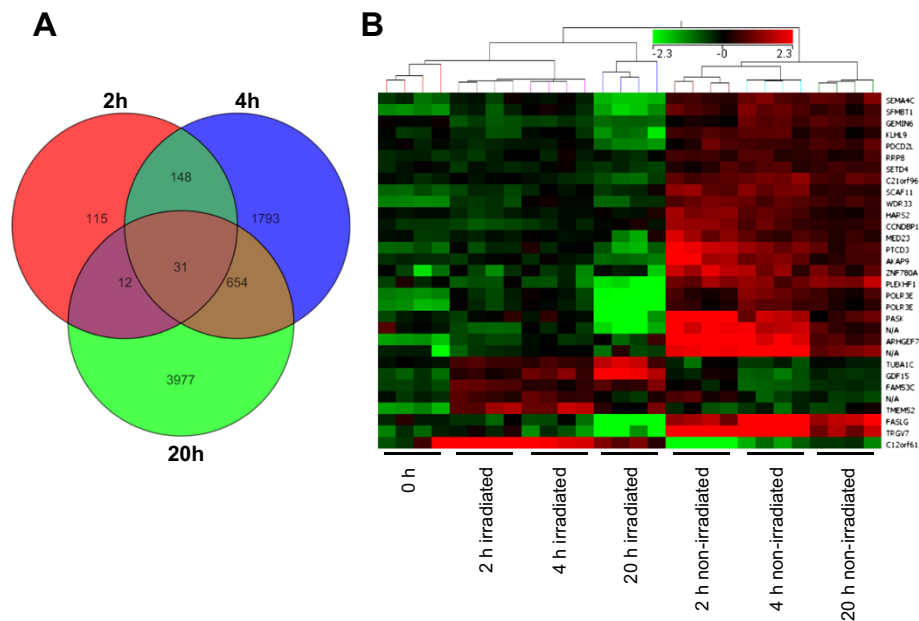 A
B
2h
4h
148
115
1793
31
12
654
3977
20h
-2.3
-0
2.3
SEMA4C
SFMBT1
GEMIN6
KLHL9
PDCD2L
RRP8
SETD4
C21orf96
SCAF11
WDR33
HARS2
CCNDBP1
MED23
PTCD3
AKAP9
ZNF780A
PLEKHF1
POLR3E
POLR3E
PASK
N/A
ARHGEF7
N/A
TUBA1C
GDF15
FAM53C
N/A
TMEM52
FASLG
TRGV7
C12orf61
0 h
2 h irradiated
4 h irradiated
20 h irradiated
2 h non-irradiated
4 h non-irradiated
20 h non-irradiated